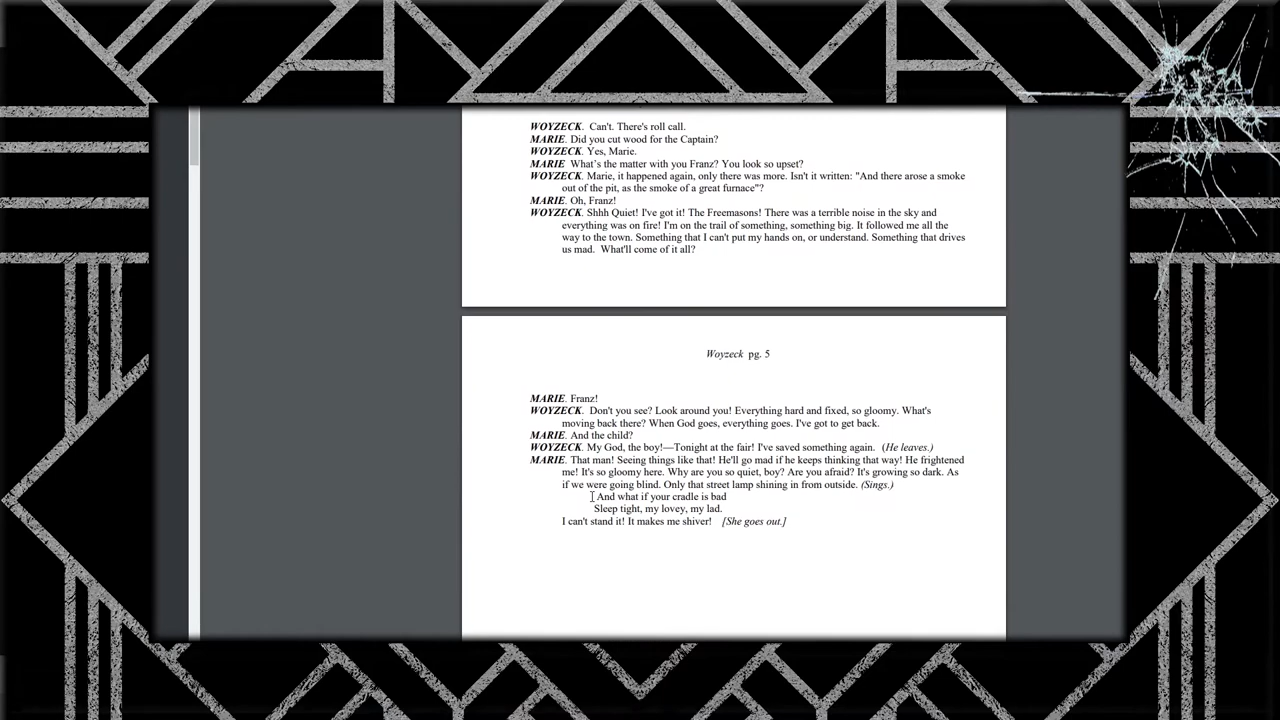 WOYZECK. Can't. There's roll call.
MARIE. Did you cut wood for the Captain?
WOYZECK. Yes, Marie.
MARIE What's the matter with you Franz? You look so upset?
WOYZECK. Marie, it happened again, only there was more. Isn't it written: "And there arose a smoke
out of the pit, as the smoke of a great furnace"?
MARIE. Oh, Franz!
WOYZECK. Shhh Quiet! I've got it! The Freemasons! There was a terrible noise in the sky and
everything was on fire! I'm on the trail of something, something big. It followed me all the
way to the town. Something that I can't put my hands on, or understand. Something that drives
us mad. What'll come of it all?
Woyzeck pg. 5
MARIE. Franz!
WOYZECK. Don't you see? Look around you! Everything hard and fixed, so gloomy. What's
moving back there? When God goes, everything goes. I've got to get back.
MARIE. And the child?
WOYZECK. My God, the boy!—Tonight at the fair! I've saved something again. (He leaves.)
MARIE. That man! Seeing things like that! He'll go mad if he keeps thinking that way! He frightened
me! It's so gloomy here. Why are you so quiet, boy? Are you afraid? It's growing so dark. As
if we were going blind. Only that street lamp shining in from outside. (Sings.)
And what if your cradle is bad
Sleep tight, my lovey, my lad.
I can't stand it! It makes me shiver! [She goes out.]